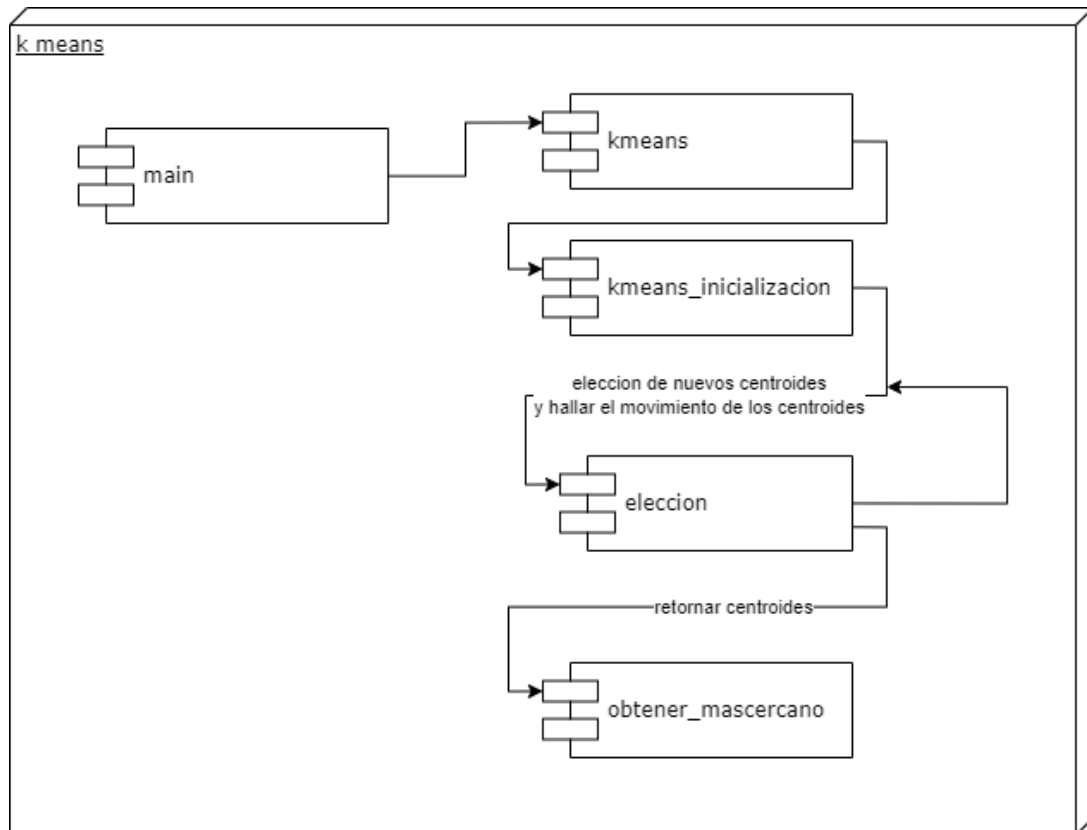 k means
main
kmeans
kmeans_inicializacion
eleccion de nuevos centroides
y hallar el movimiento de los centroides
eleccion
retornar centroides
obtener_mascercano